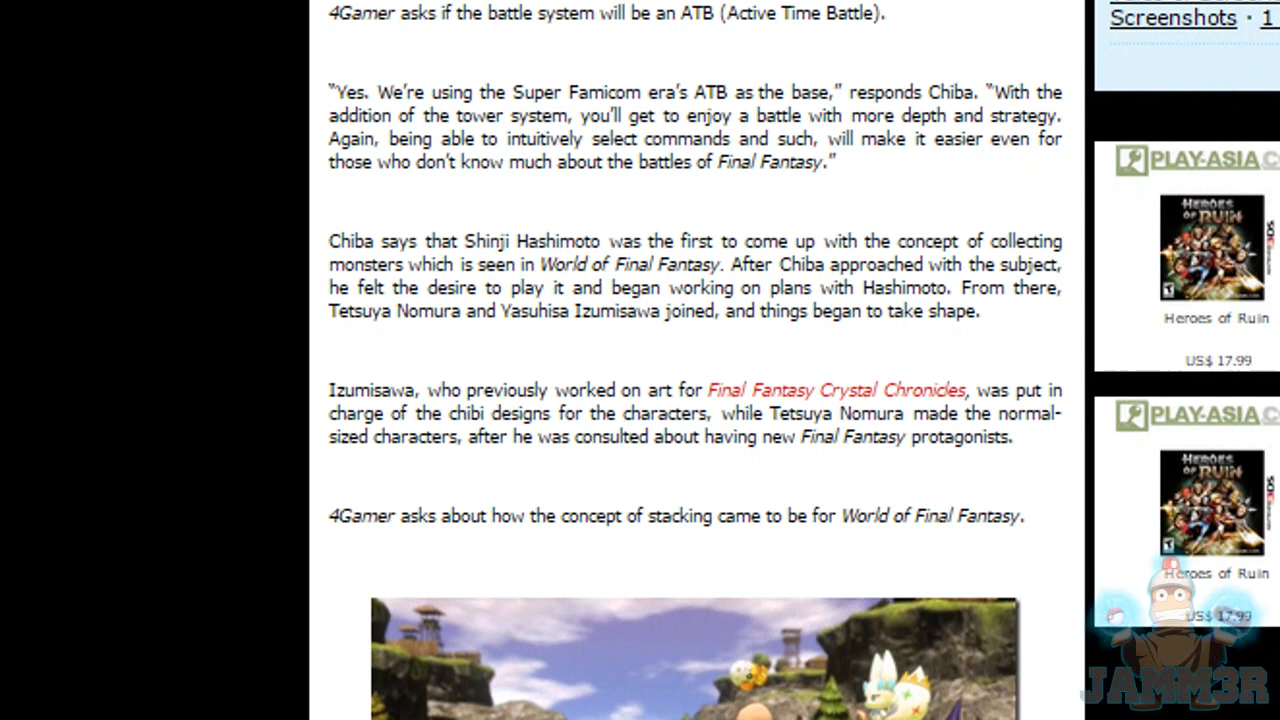 4Gamer asks if the battle system will be an ATB (Active Time Battle).
“Yes. We’re using the Super Famicom era’s ATB as the base,” responds Chiba. “With the
addition of the tower system, you’ll get to enjoy a battle with more depth and strategy.
Again, being able to intuitively select commands and such, will make it easier even for
those who don’t know much about the battles of Final Fantasy.”
Chiba says that Shinji Hashimoto was the first to come up with the concept of collecting
monsters which is seen in World of Final Fantasy. After Chiba approached with the subject,
he felt the desire to play it and began working on plans with Hashimoto. From there,
Tetsuya Nomura and Yasuhisa Izumisawa joined, and things began to take shape.
Izumisawa, who previously worked on art for Final Fantasy Crystal Chronicles, was put in
charge of the chibi designs for the characters, while Tetsuya Nomura made the normal-
sized characters, after he was consulted about having new Final Fantasy protagonists.
4Gamer asks about how the concept of stacking came to be for World of Final Fantasy.
Screenshots · 1
PLAY-ASIA.C
HEROES
OF RUIN
Heroes of Ruin
US$ 17.99
PLAY-ASIA.C
HEROES
OF RUIN
Heroes of Ruin
US$ 17.99
JAMM3R